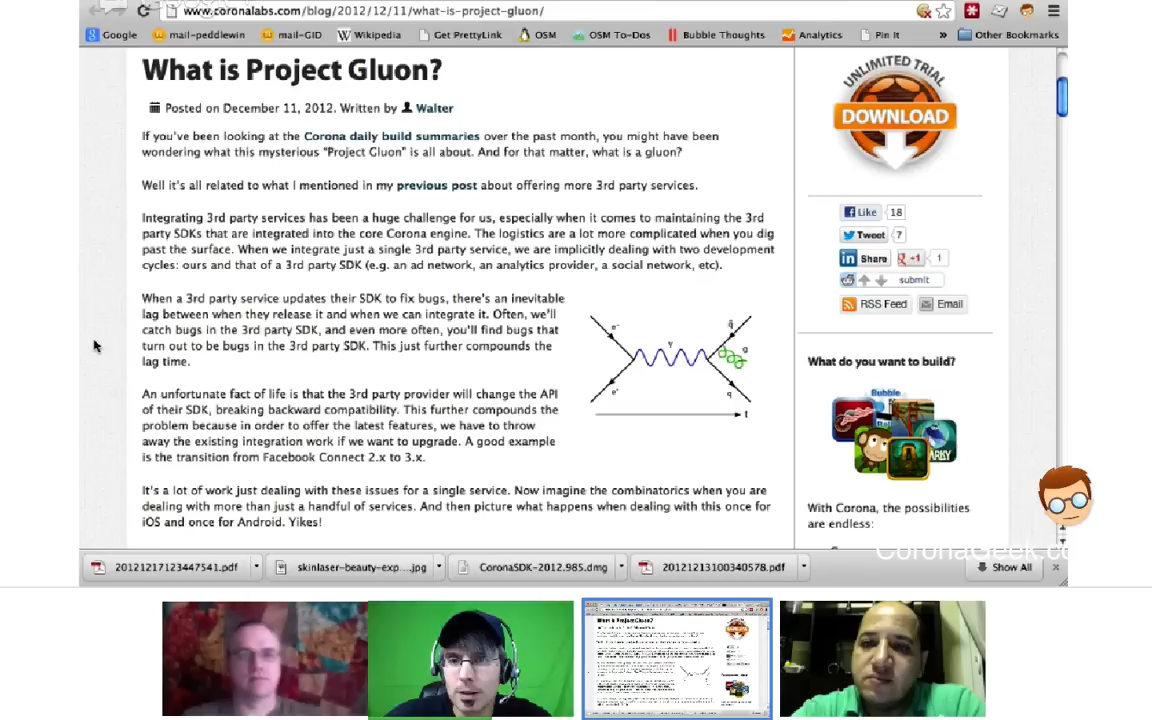 www.coronalabs.com/blog/2012/12/11/what-is-project-gluon/
Google mail-peddlewin mail-GID Wikipedia Get PrettyLink OSM OSM To-Dos Bubble Thoughts Analytics Pin It » Other Bookmarks
What is Project Gluon?
Posted on December 11, 2012. Written by Walter
If you've been looking at the Corona daily build summaries over the past month, you might have been
wondering what this mysterious "Project Gluon" is all about. And for that matter, what is a gluon?
Well it's all related to what I mentioned in my previous post about offering more 3rd party services.
Integrating 3rd party services has been a huge challenge for us, especially when it comes to maintaining the 3rd
party SDKs that are integrated into the core Corona engine. The logistics are a lot more complicated when you dig
past the surface. When we integrate just a single 3rd party service, we are implicitly dealing with two development
cycles: ours and that of a 3rd party SDK (e.g. an ad network, an analytics provider, a social network, etc).
When a 3rd party service updates their SDK to fix bugs, there's an inevitable
lag between when they release it and when we can integrate it. Often, we'll
catch bugs in the 3rd party SDK, and even more often, you'll find bugs that
turn out to be bugs in the 3rd party SDK. This just further compounds the
lag time.
An unfortunate fact of life is that the 3rd party provider will change the API
of their SDK, breaking backward compatibility. This further compounds the
problem because in order to offer the latest features, we have to throw
away the existing integration work if we want to upgrade. A good example
is the transition from Facebook Connect 2.x to 3.x.
It's a lot of work just dealing with these issues for a single service. Now imagine the combinatorics when you are
dealing with more than just a handful of services. And then picture what happens when dealing with this once for
iOS and once for Android. Yikes!
e⁻
e⁺
γ
q̄
g
q
t
UNLIMITED TRIAL
DOWNLOAD
Like 18
Tweet 7
Share +1 1
submit
RSS Feed Email
What do you want to build?
Bubble
With Corona, the possibilities
are endless:
CoronaGeek.co
20121217123447541.pdf skinlaser-beauty-exp....jpg CoronaSDK-2012.985.dmg 20121213100340578.pdf Show All
What is Project Gluon?